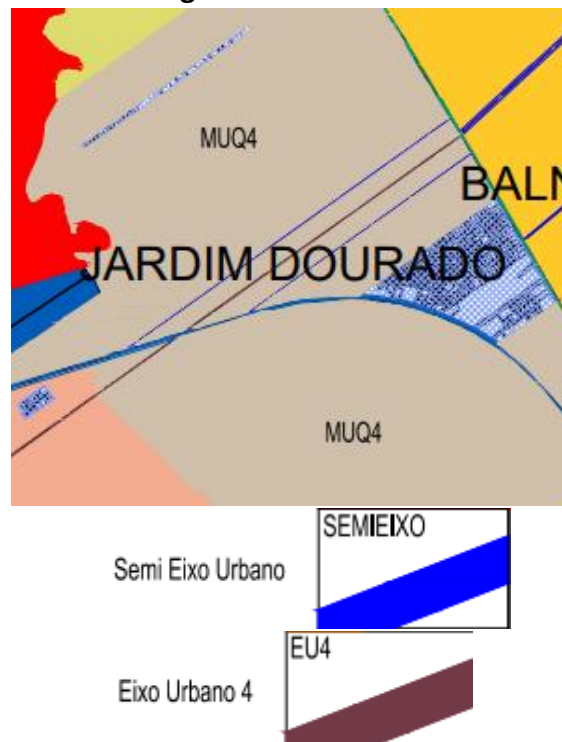 MUQ4
BALN
JARDIM DOURADO
MUQ4
SEMIEIXO
Semi Eixo Urbano
EU4
Eixo Urbano 4